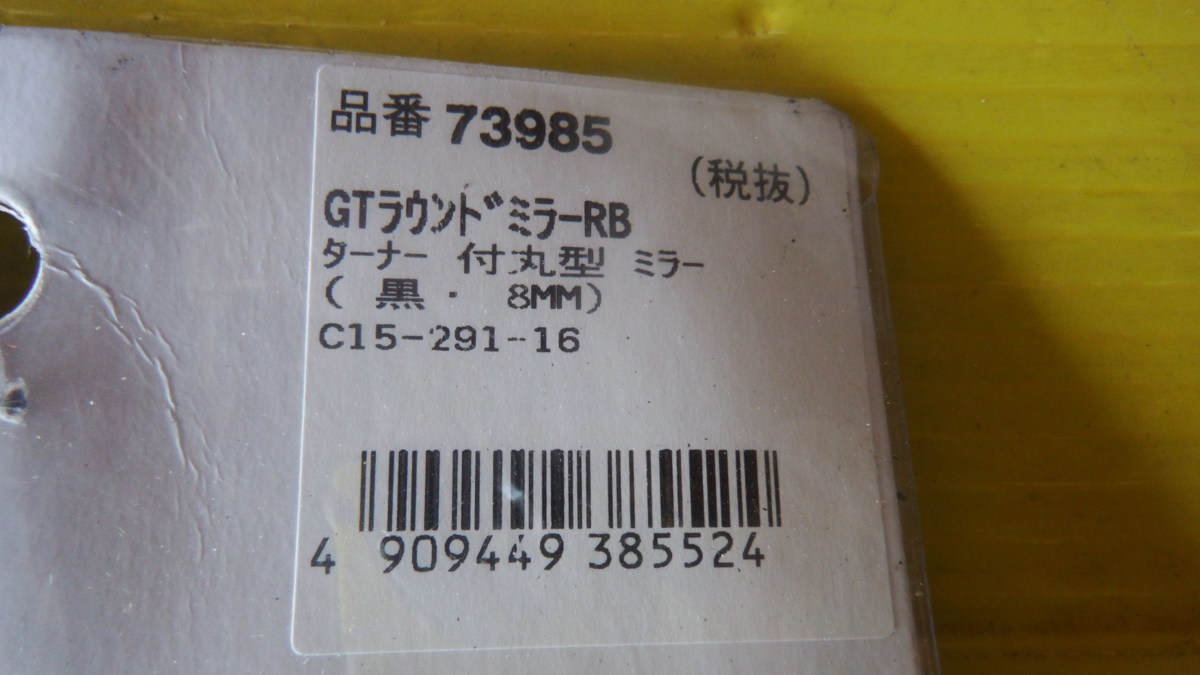 品番 73985
(税抜)
GTラウンドミラーRB
ターナー 付丸型 ミラー
( 黒・ 8MM)
C15-291-16
4 909449 385524